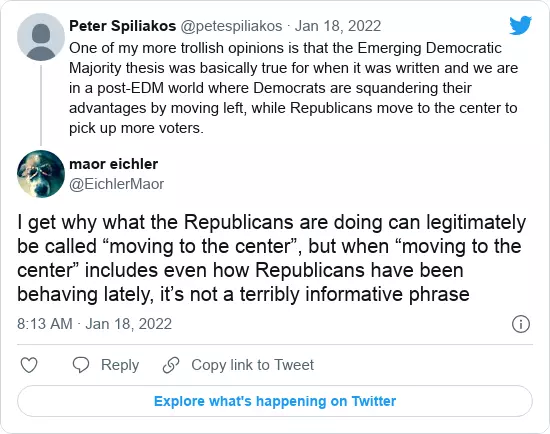 Peter Spiliakos @petespiliakos · Jan 18, 2022
One of my more trollish opinions is that the Emerging Democratic
Majority thesis was basically true for when it was written and we are
in a post-EDM world where Democrats are squandering their
advantages by moving left, while Republicans move to the center to
pick up more voters.
maor eichler
@EichlerMaor
I get why what the Republicans are doing can legitimately
be called “moving to the center”, but when “moving to the
center” includes even how Republicans have been
behaving lately, it’s not a terribly informative phrase
8:13 AM · Jan 18, 2022
Reply
Copy link to Tweet
Explore what's happening on Twitter